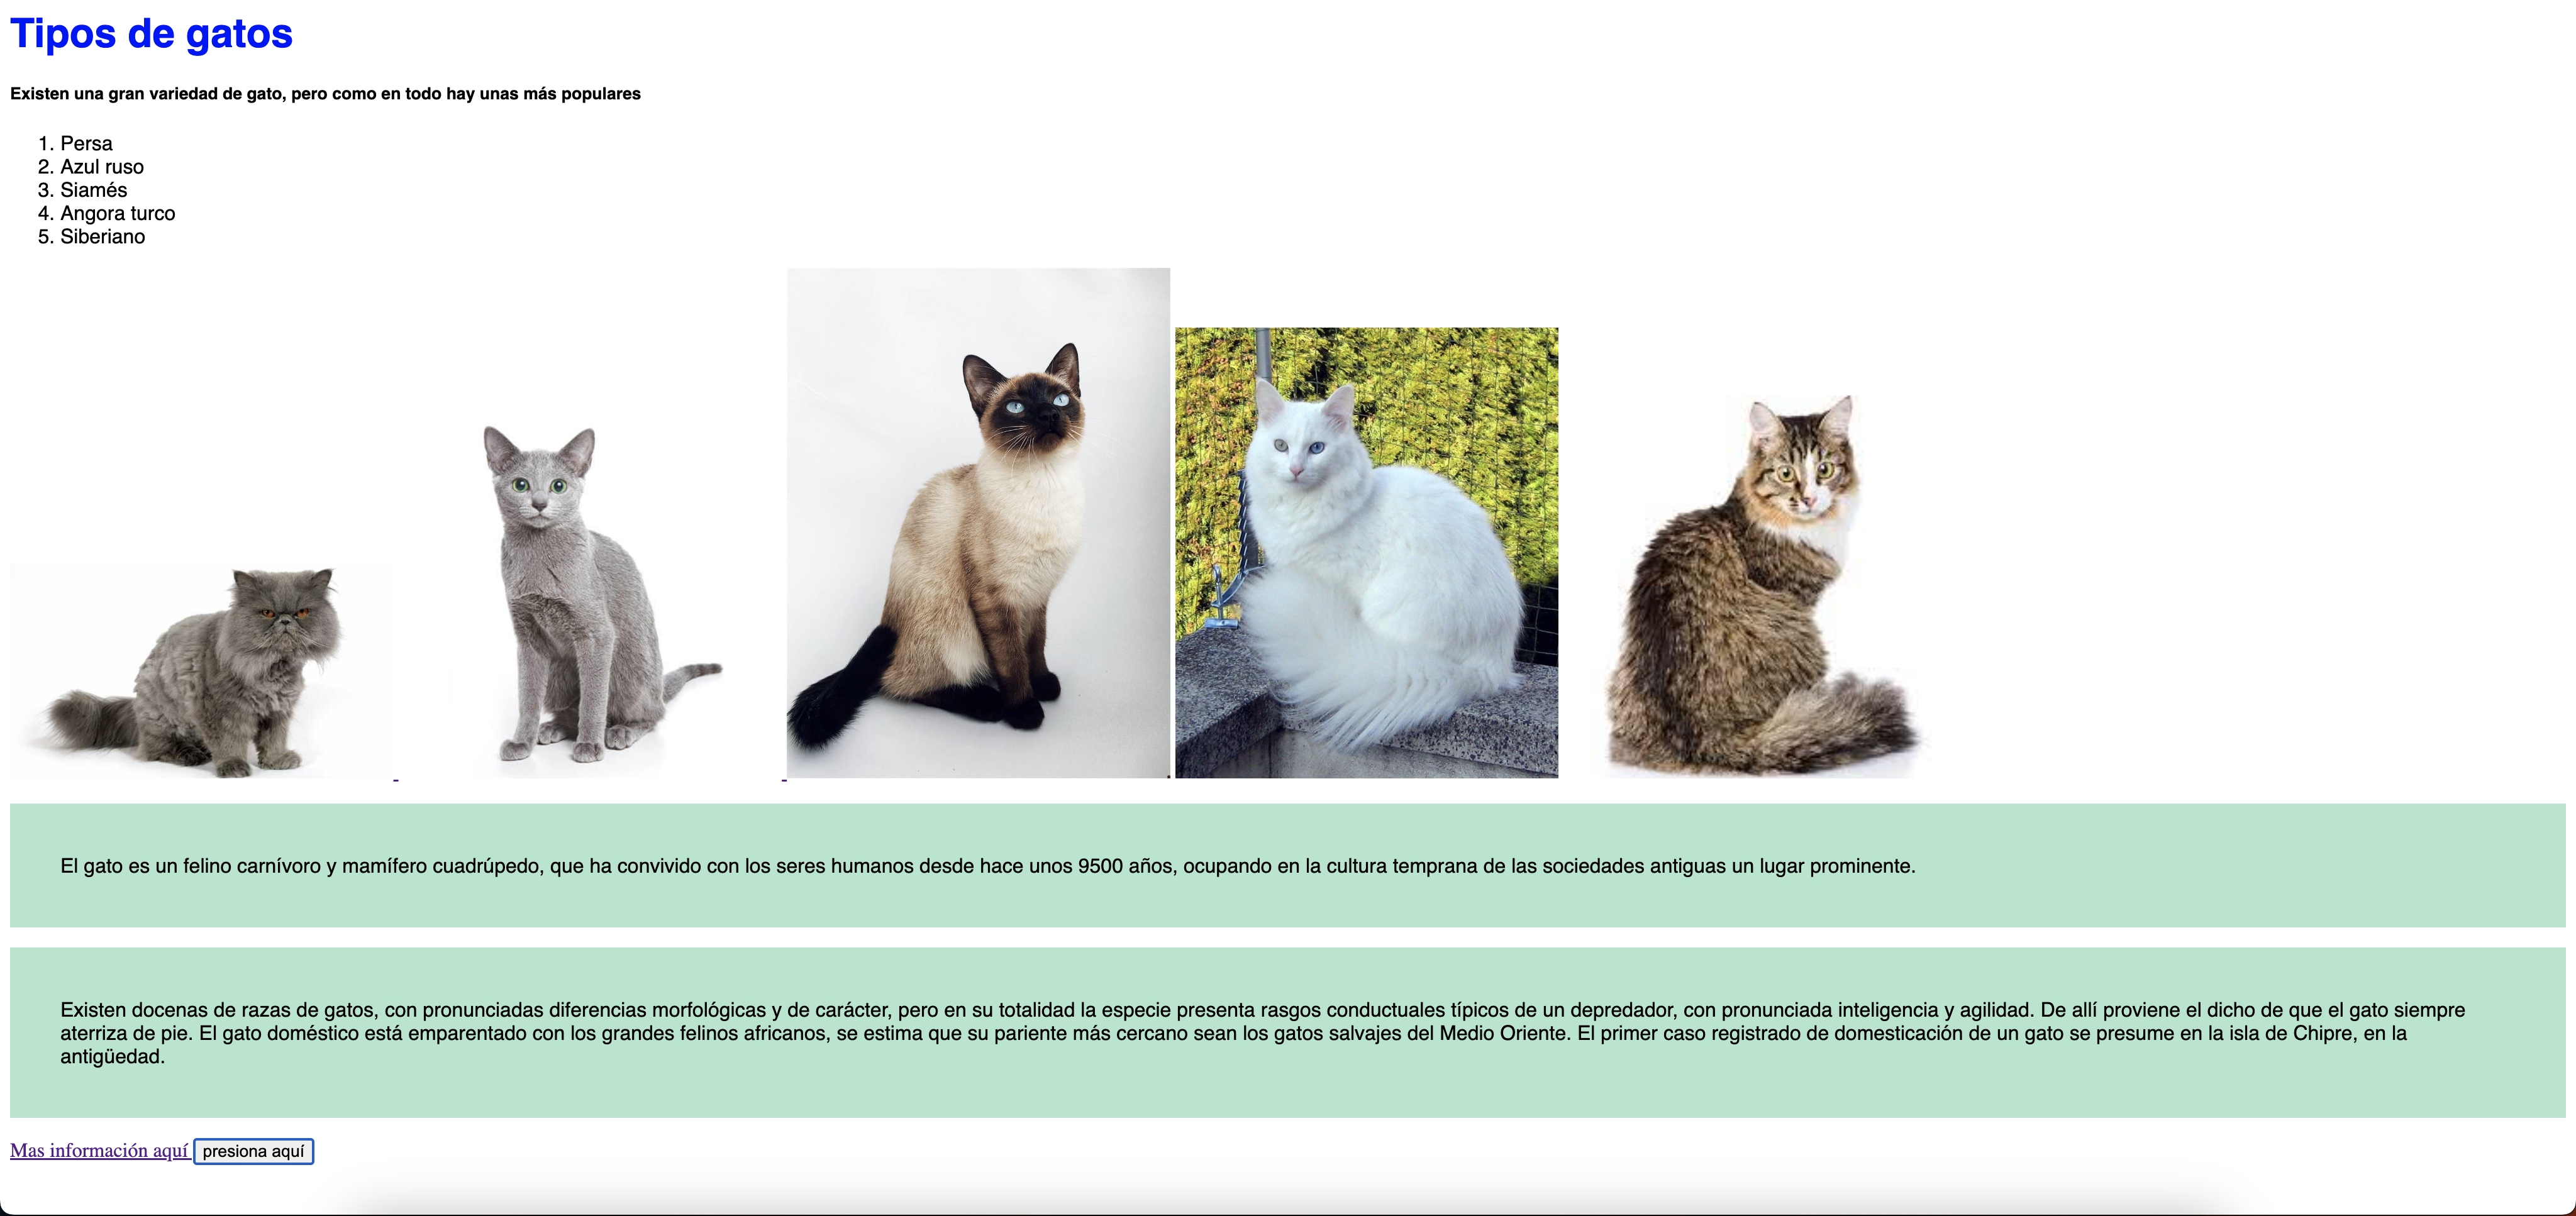 Tipos de gatos
Existen una gran variedad de gato, pero como en todo hay unas más populares
1. Persa
2. Azul ruso
3. Siamés
4. Angora turco
5. Siberiano
El gato es un felino carnívoro y mamífero cuadrúpedo, que ha convivido con los seres humanos desde hace unos 9500 años, ocupando en la cultura temprana de las sociedades antiguas un lugar prominente.
Existen docenas de razas de gatos, con pronunciadas diferencias morfológicas y de carácter, pero en su totalidad la especie presenta rasgos conductuales típicos de un depredador, con pronunciada inteligencia y agilidad. De allí proviene el dicho de que el gato siempre
aterriza de pie. El gato doméstico está emparentado con los grandes felinos africanos, se estima que su pariente más cercano sean los gatos salvajes del Medio Oriente. El primer caso registrado de domesticación de un gato se presume en la isla de Chipre, en la
antigüedad.
Mas información aquí presiona aquí